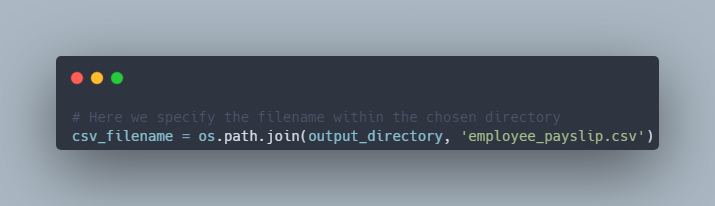 # Here we specify the filename within the chosen directory
csv_filename = os.path.join(output_directory, 'employee_payslip.csv')